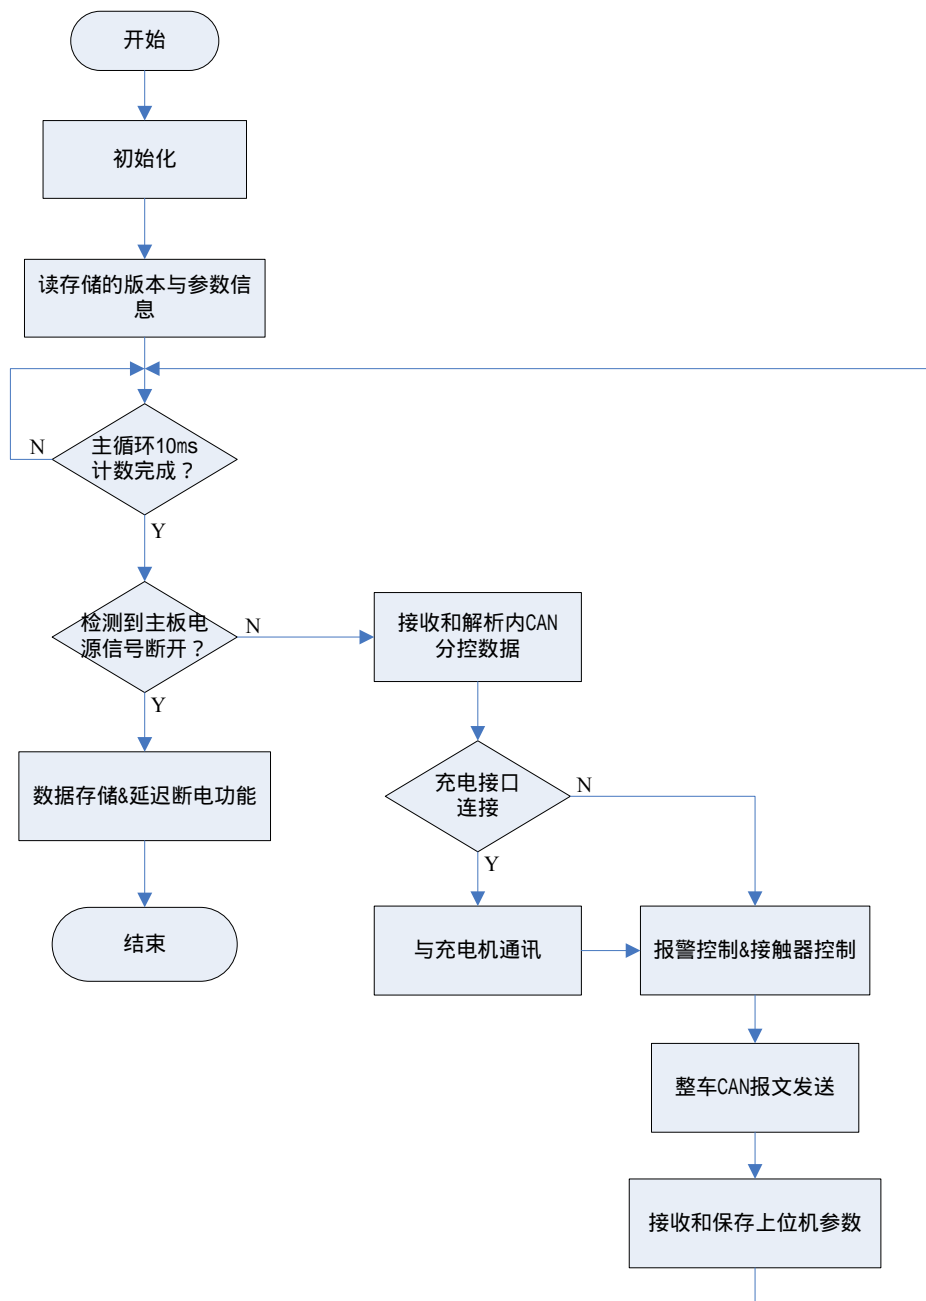 开始
初始化
读存储的版本与参数信
息
主循环10ms
计数完成？
N
Y
检测到主板电
源信号断开？
N
Y
接收和解析内CAN
分控数据
数据存储&延迟断电功能
充电接口
连接
N
Y
结束
与充电机通讯
报警控制&接触器控制
整车CAN报文发送
接收和保存上位机参数